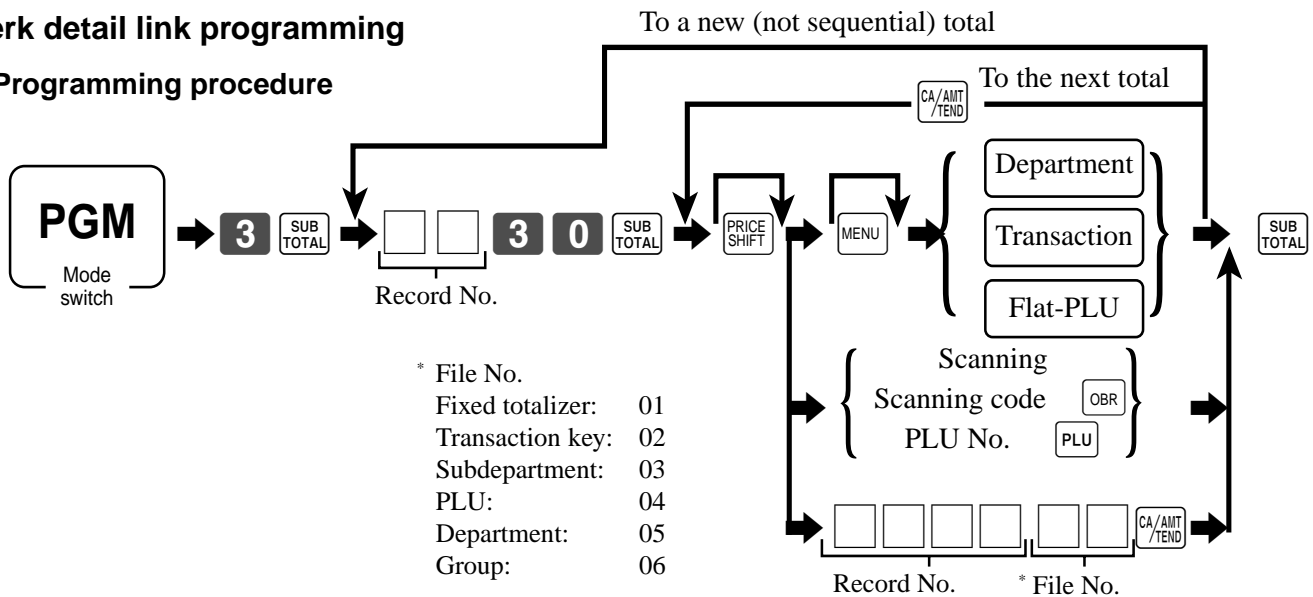 erk detail link programming
Programming procedure
To a new (not sequential) total
CA/AMT
/TEND
To the next total
PGM
Mode
switch
3
SUB
TOTAL
3 0
SUB
TOTAL
PRICE
SHIFT
MENU
Department
Transaction
Flat-PLU
SUB
TOTAL
Record No.
Scanning
Scanning code OBR
PLU No. PLU
* File No.
Fixed totalizer: 01
Transaction key: 02
Subdepartment: 03
PLU: 04
Department: 05
Group: 06
CA/AMT
/TEND
Record No. * File No.